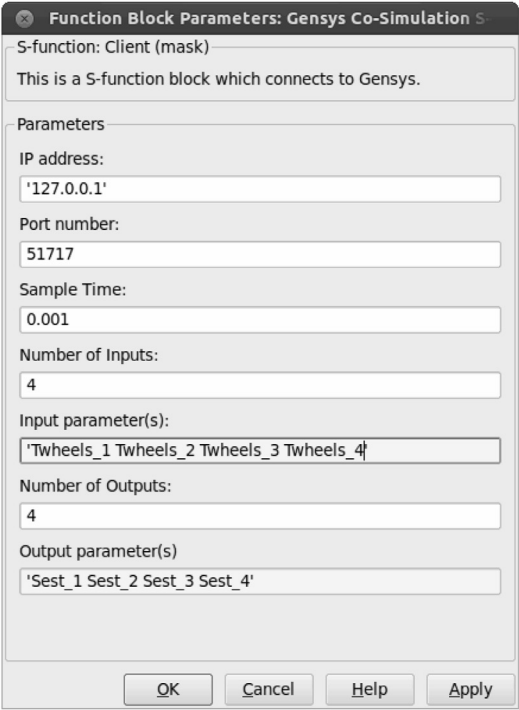 Function Block Parameters: Gensys Co-Simulation S-
S-function: Client (mask)
This is a S-function block which connects to Gensys.
Parameters
IP address:
'127.0.0.1'
Port number:
51717
Sample Time:
0.001
Number of Inputs:
4
Input parameter(s):
'Twheels_1 Twheels_2 Twheels_3 Twheels_4'
Number of Outputs:
4
Output parameter(s)
'Sest_1 Sest_2 Sest_3 Sest_4'
OK Cancel Help Apply